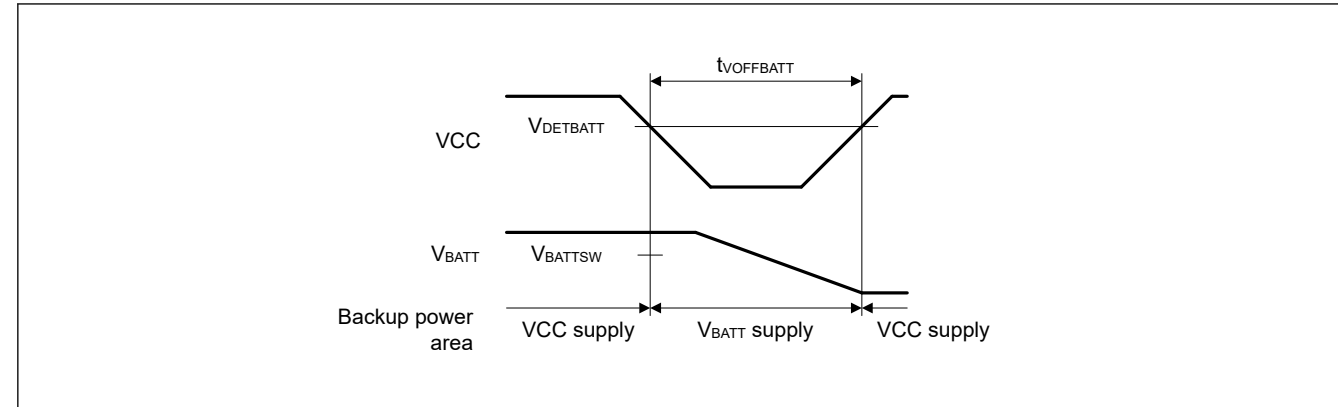 tVOFFBATT
VCC
VDETBATT
VBATT
VBATTSW
Backup power
area
VCC supply
VBATT supply
VCC supply